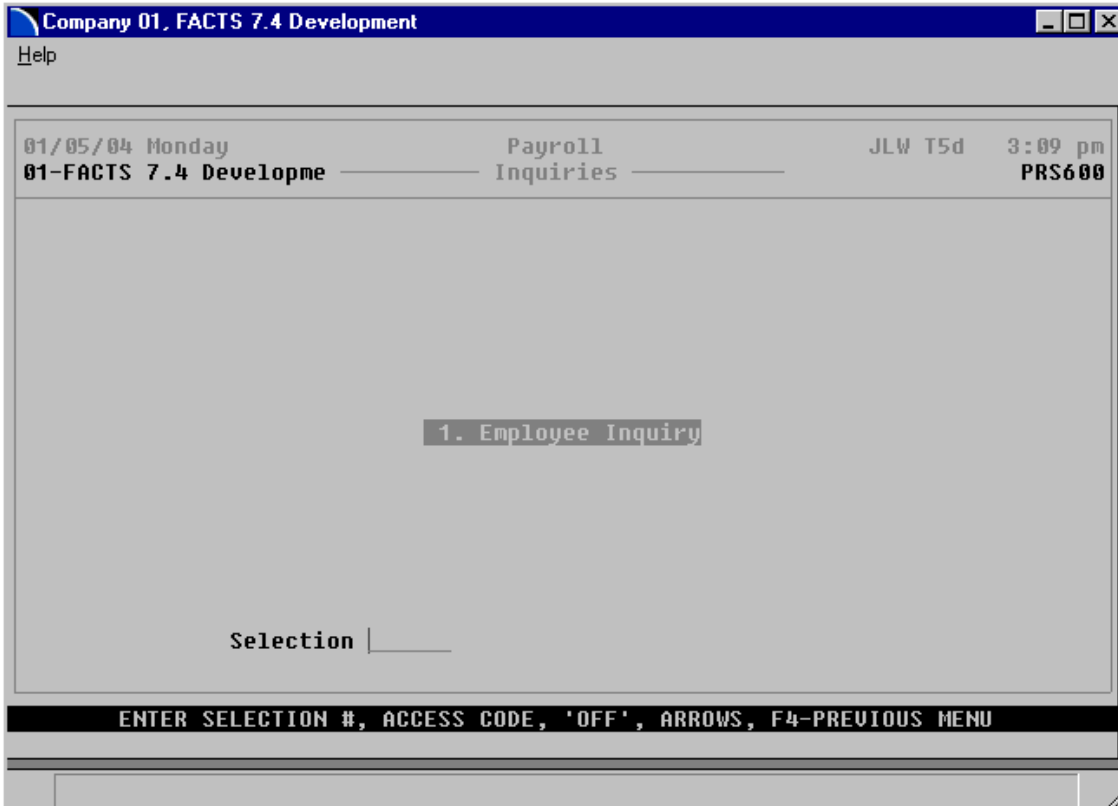 Company 01, FACTS 7.4 Development
Help
01/05/04 Monday Payroll JLW T5d 3:09 pm
01-FACTS 7.4 Developme Inquiries PRS600
1. Employee Inquiry
Selection
ENTER SELECTION #, ACCESS CODE, 'OFF', ARROWS, F4-PREVIOUS MENU